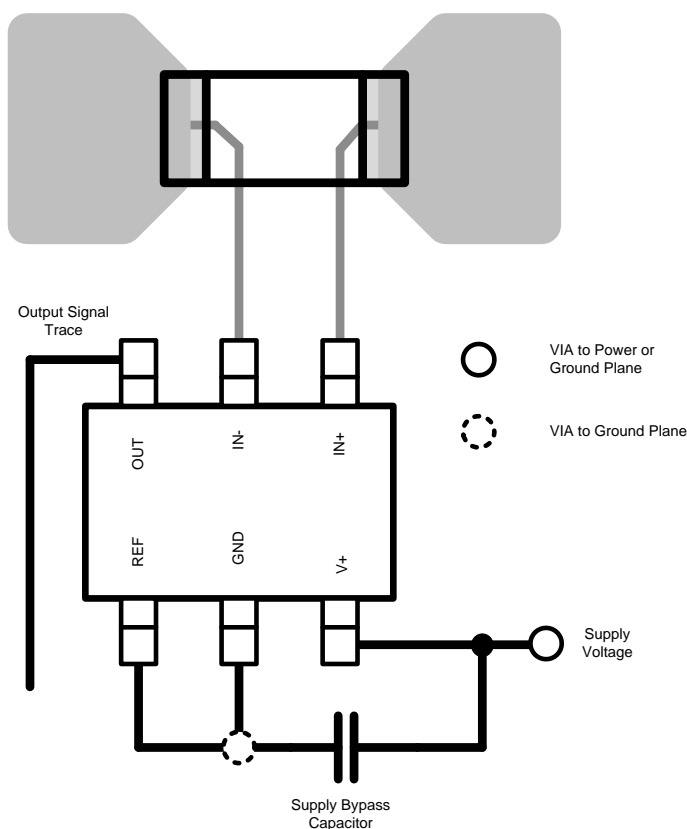 Output Signal
Trace
VIA to Power or
Ground Plane
VIA to Ground Plane
OUT
IN-
IN+
REF
GND
V+
Supply
Voltage
Supply Bypass
Capacitor